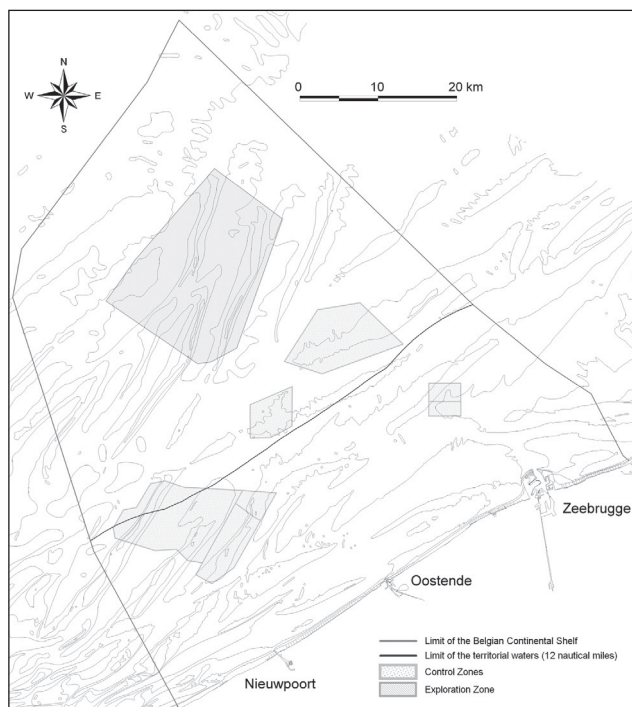 N
W E
S
0 10 20 km
Zeebrugge
Oostende
Nieuwpoort
Limit of the Belgian Continental Shelf
Limit of the territorial waters (12 nautical miles)
Control Zones
Exploration Zone